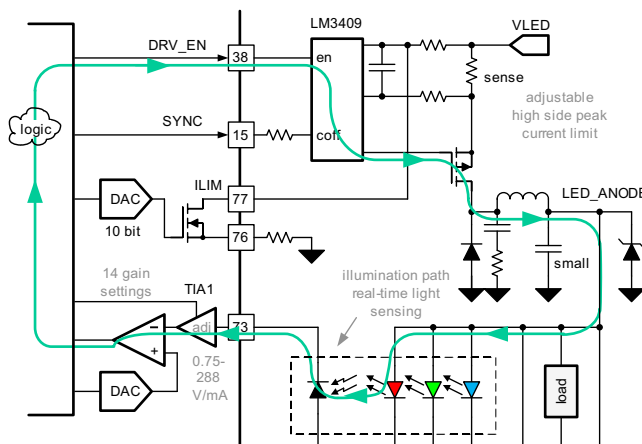 LM3409
VLED
DRV_EN
38
en
sense
adjustable
high side peak
current limit
logic
SYNC
15
coff
DAC
10 bit
ILIM
77
76
LED_ANODE
small
14 gain
settings
TIA1
illumination path
real-time light
sensing
73
adj
−
+
0.75-
288
V/mA
DAC
load